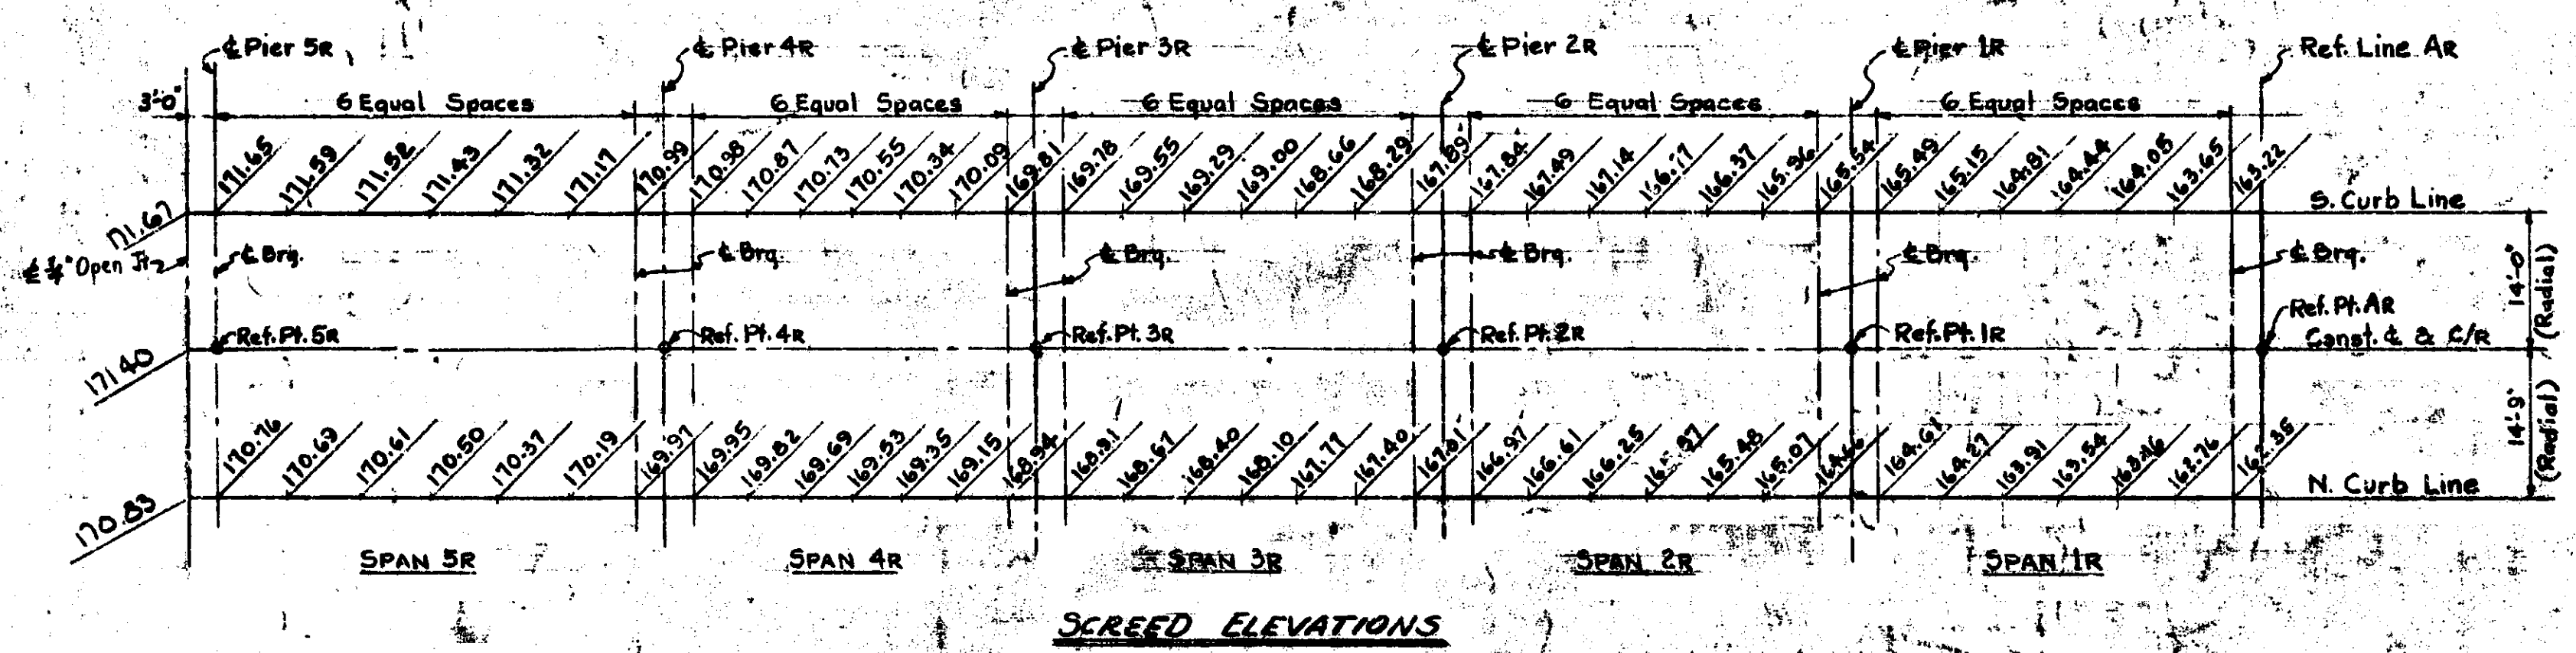 ₵ Pier 5R
₵ Pier 4R
₵ Pier 3R
₵ Pier 2R
₵ Pier 1R
Ref. Line AR
3'-0"
6 Equal Spaces
6 Equal Spaces
6 Equal Spaces
6 Equal Spaces
6 Equal Spaces
171.67
171.65
171.59
171.52
171.43
171.32
171.17
170.99
170.98
170.87
170.73
170.55
170.34
170.09
169.81
169.78
169.55
169.29
169.00
168.66
168.29
167.89
167.84
167.49
167.14
166.37
165.96
165.54
165.49
165.15
164.81
164.44
164.05
163.65
163.22
S. Curb Line
₵ ¼" Open Jt.
₵ Brg.
₵ Brg.
₵ Brg.
₵ Brg.
₵ Brg.
₵ Brg.
14'-0"
(Radial)
171.40
Ref. Pt. 5R
Ref. Pt. 4R
Ref. Pt. 3R
Ref. Pt. 2R
Ref. Pt. 1R
Ref. Pt. AR
Const. ₵ & C/R
14'-9"
(Radial)
170.83
170.76
170.69
170.61
170.50
170.37
170.19
169.97
169.95
169.82
169.69
169.53
169.35
169.15
168.94
168.91
168.67
168.40
168.10
167.77
167.40
167.01
166.97
166.61
166.25
165.48
165.07
164.66
164.61
164.27
163.91
163.54
163.16
162.76
162.35
N. Curb Line
SPAN 5R
SPAN 4R
SPAN 3R
SPAN 2R
SPAN 1R
SCREED ELEVATIONS